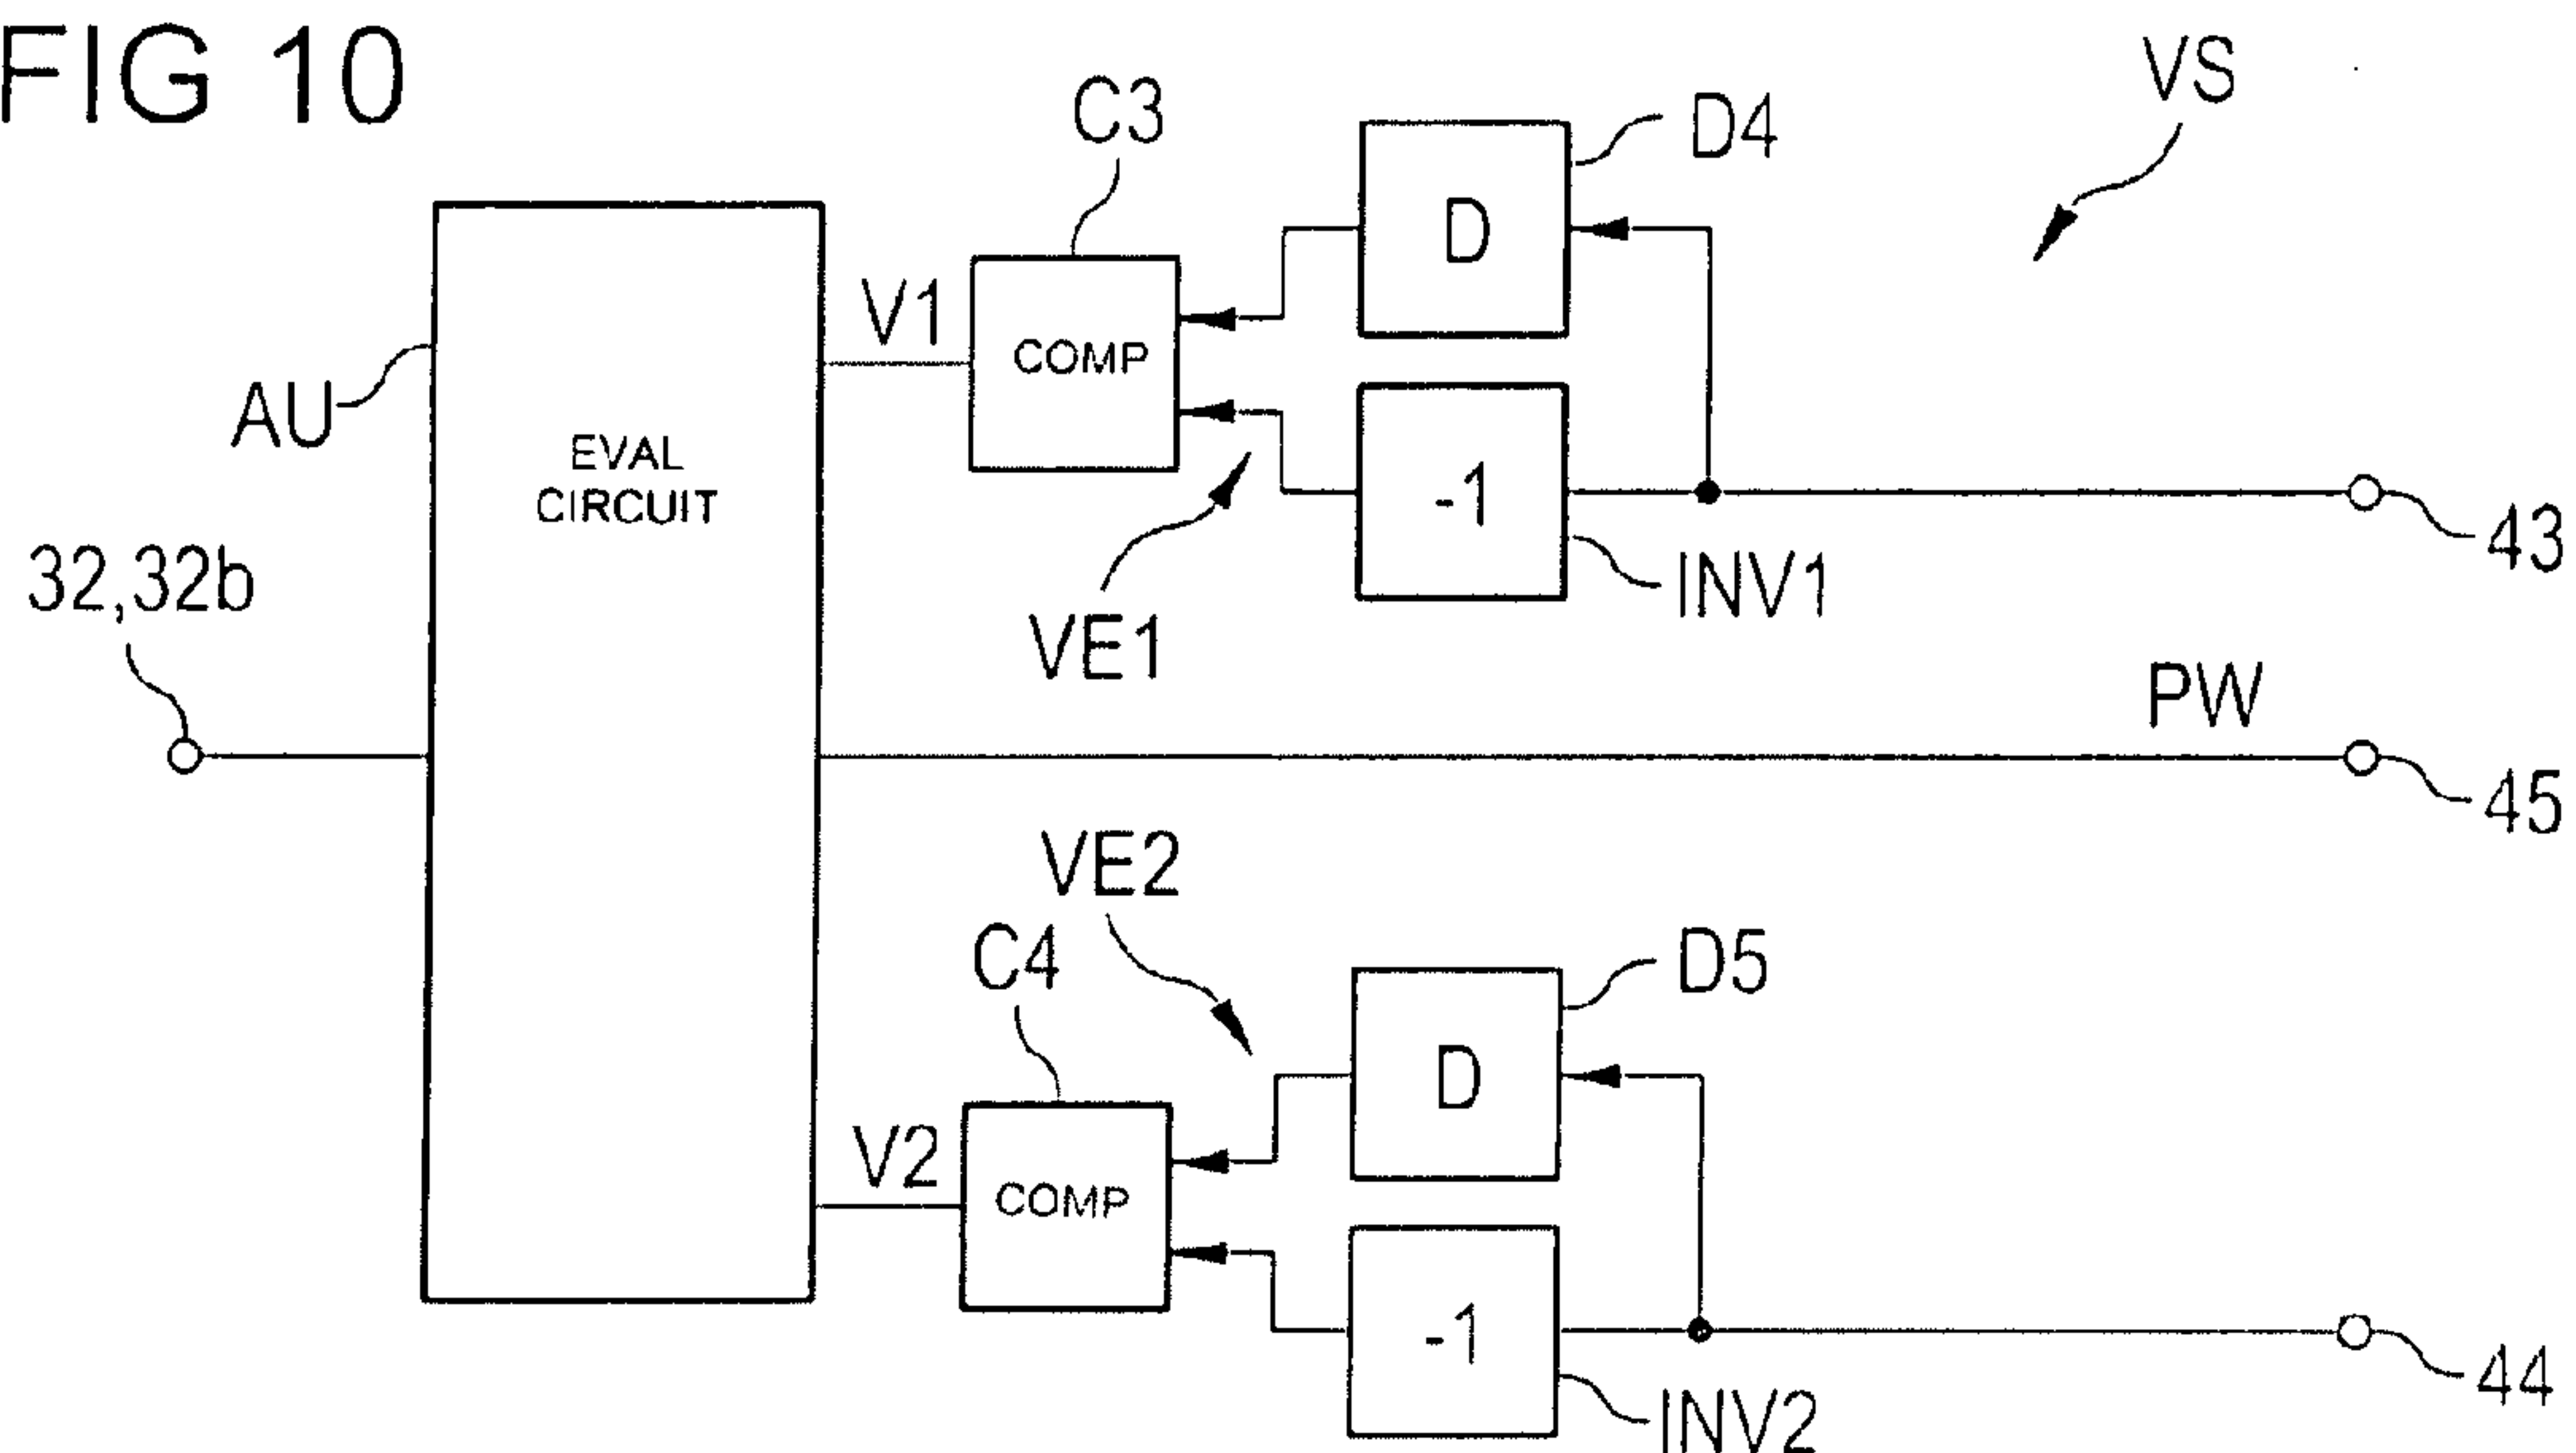 FIG 10
VS
C3
D4
D
V1
COMP
AU
EVAL
CIRCUIT
-1
43
32,32b
INV1
VE1
PW
45
VE2
C4
D5
D
V2
COMP
-1
44
INV2